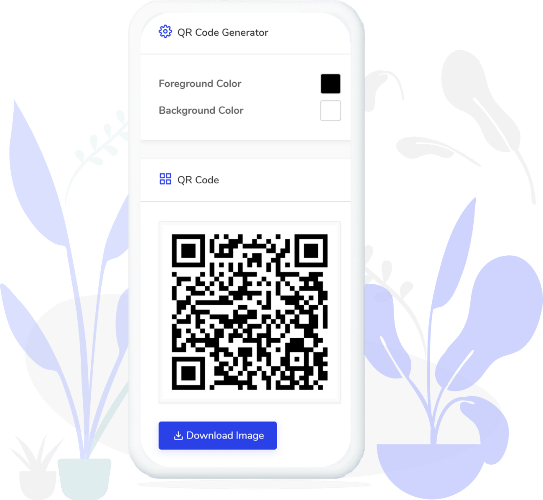 QR Code Generator
Foreground Color
Background Color
QR Code
Download Image